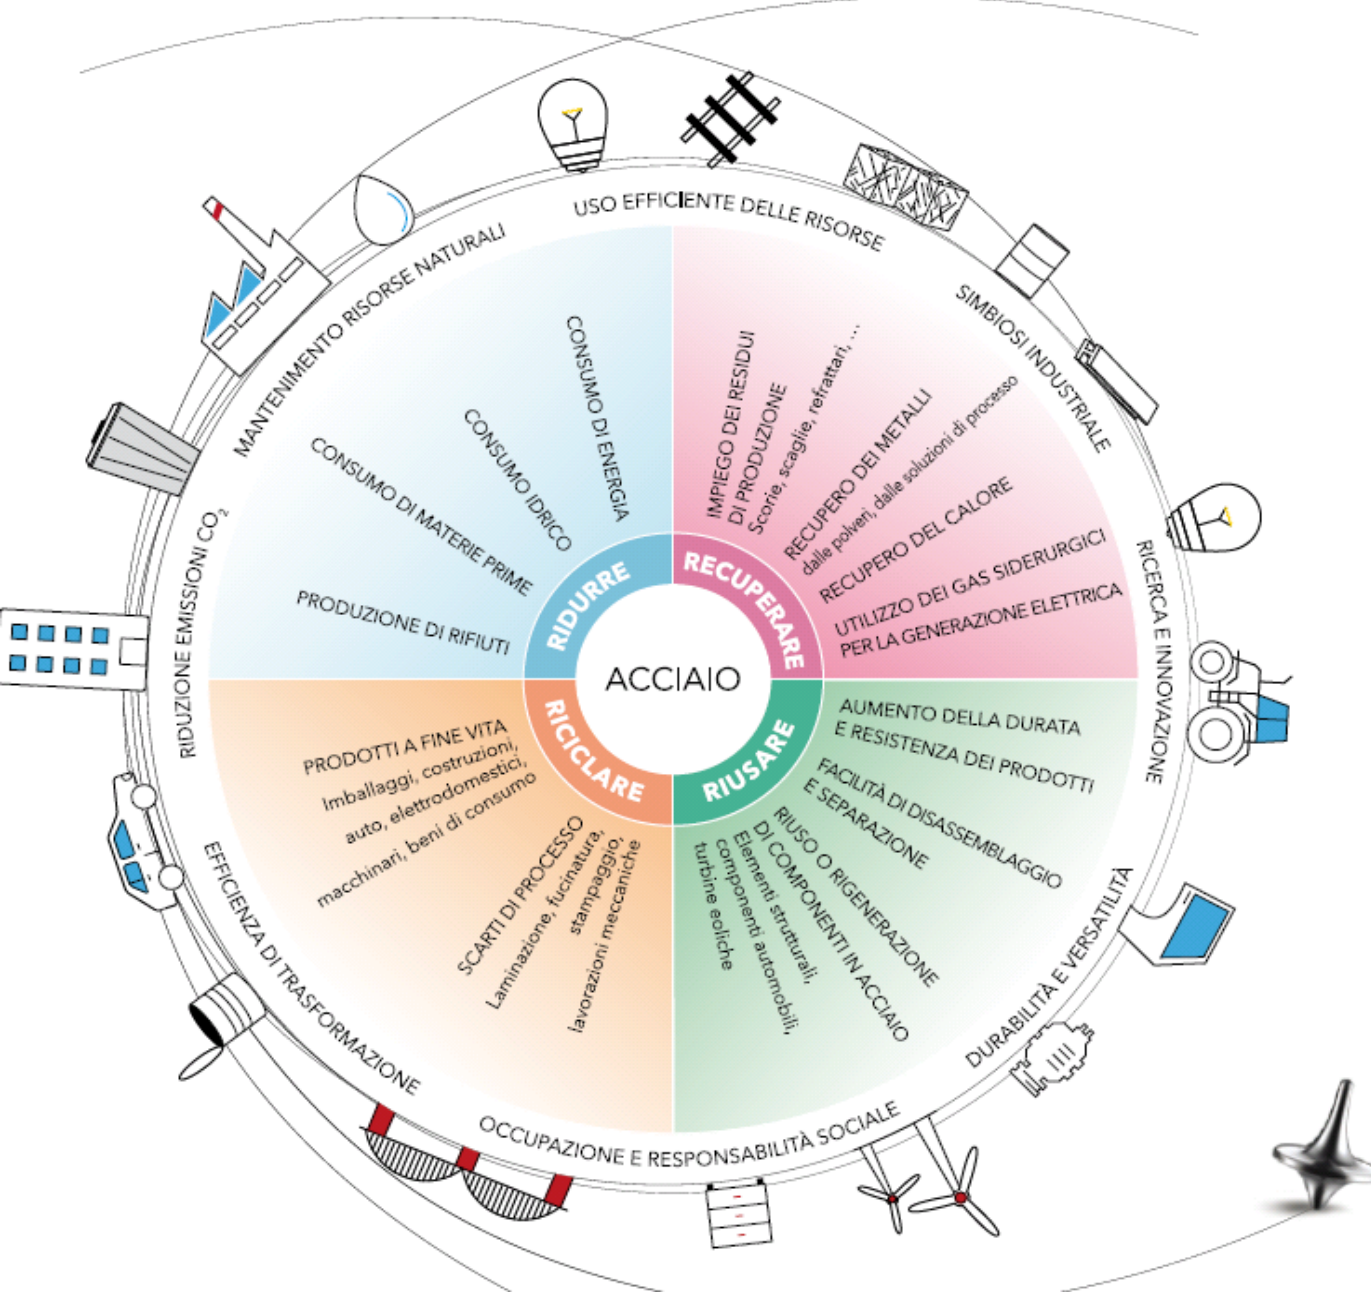 USO EFFICIENTE DELLE RISORSE
SIMBIOSI INDUSTRIALE
RICERCA E INNOVAZIONE
DURABILITÀ E VERSATILITÀ
OCCUPAZIONE E RESPONSABILITÀ SOCIALE
EFFICIENZA DI TRASFORMAZIONE
RIDUZIONE EMISSIONI CO₂
MANTENIMENTO RISORSE NATURALI
ACCIAIO
RIDURRE
PRODUZIONE DI RIFIUTI
CONSUMO DI MATERIE PRIME
CONSUMO IDRICO
CONSUMO DI ENERGIA
RECUPERARE
IMPIEGO DEI RESIDUI
DI PRODUZIONE
Scorie, scaglie, refrattari, ...
RECUPERO DEI METALLI
dalle polveri, dalle soluzioni di processo
RECUPERO DEL CALORE
UTILIZZO DEI GAS SIDERURGICI
PER LA GENERAZIONE ELETTRICA
RIUSARE
AUMENTO DELLA DURATA
E RESISTENZA DEI PRODOTTI
FACILITÀ DI DISASSEMBLAGGIO
E SEPARAZIONE
RIUSO O RIGENERAZIONE
DI COMPONENTI IN ACCIAIO
Elementi strutturali,
componenti automobili,
turbine eoliche
RICICLARE
PRODOTTI A FINE VITA
Imballaggi, costruzioni,
auto, elettrodomestici,
macchinari, beni di consumo
SCARTI DI PROCESSO
Laminazione, fucinatura,
stampaggio,
lavorazioni meccaniche